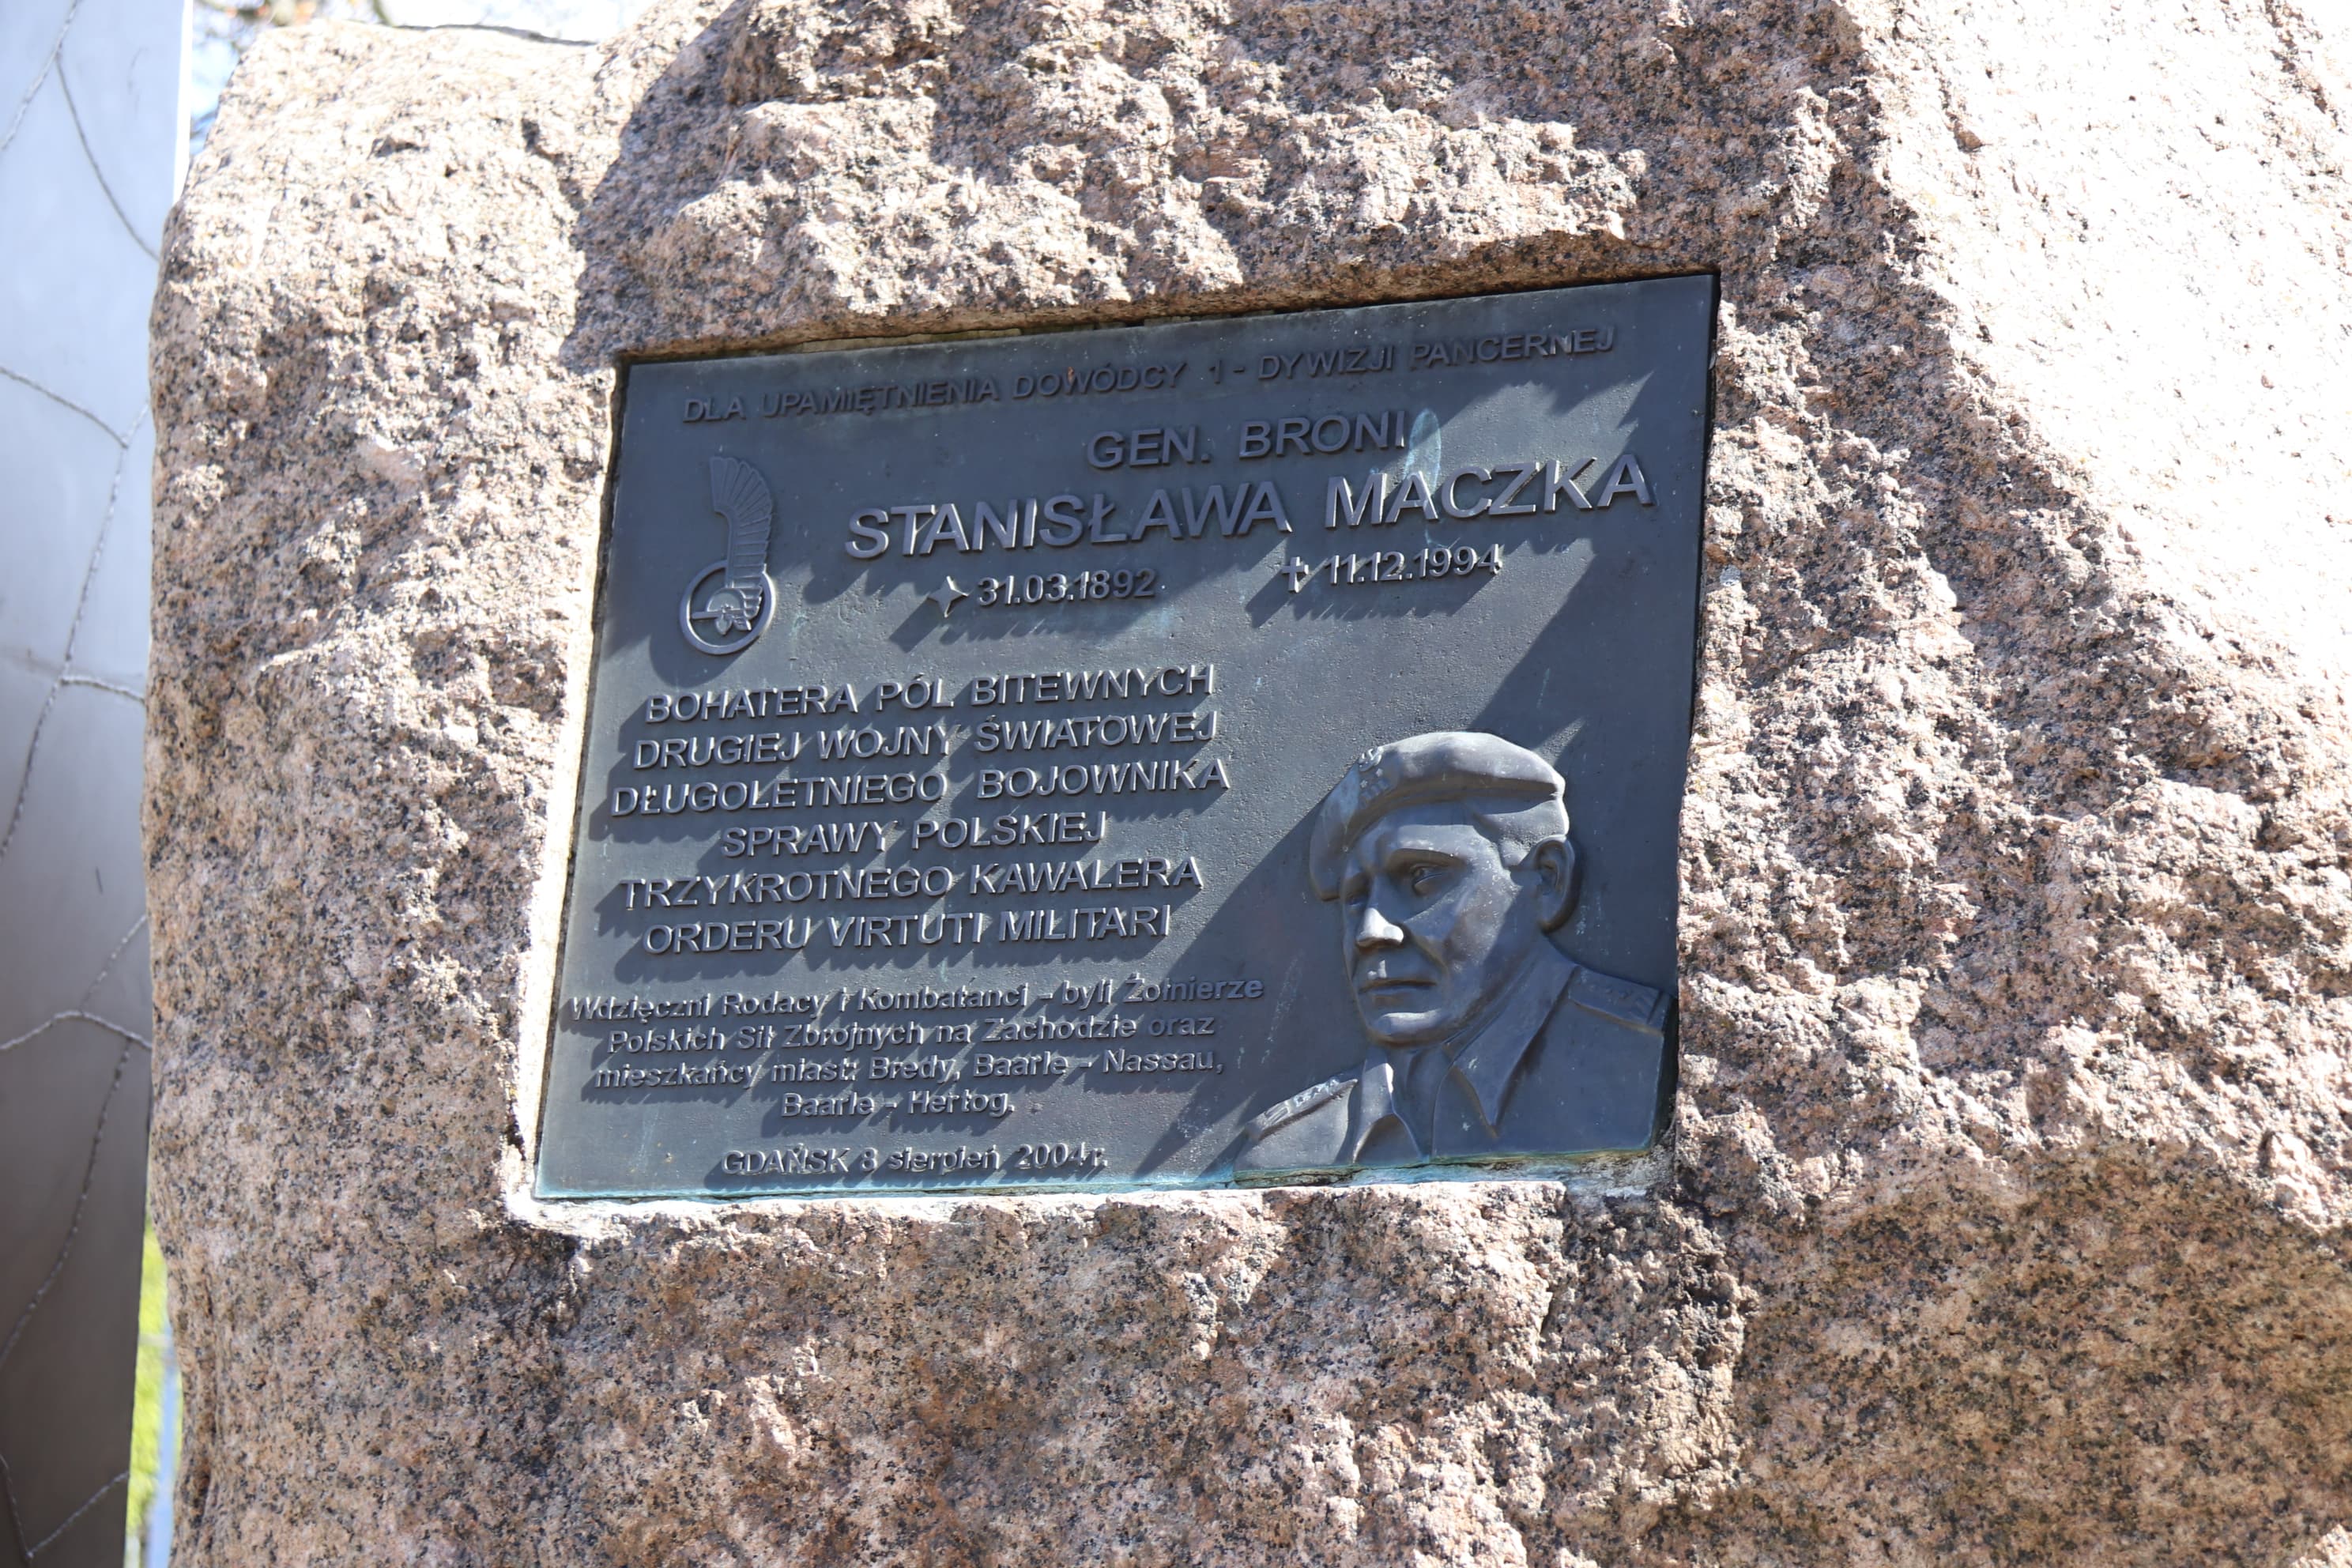 DLA UPAMIĘTNIENIA DOWÓDCY 1 - DYWIZJI PANCERNEJ
GEN. BRONI
STANISŁAWA MACZKA
31.03.1892 11.12.1994
BOHATERA PÓL BITEWNYCH
DRUGIEJ WOJNY ŚWIATOWEJ
DŁUGOLETNIEGO BOJOWNIKA
SPRAWY POLSKIEJ
TRZYKROTNEGO KAWALERA
ORDERU VIRTUTI MILITARI
Wdzięczni Rodacy i Kombatanci - byli Żołnierze
Polskich Sił Zbrojnych na Zachodzie oraz
mieszkańcy miast: Bredy, Baarle - Nassau,
Baarle - Hertog.
GDAŃSK 8 sierpień 2004 r.